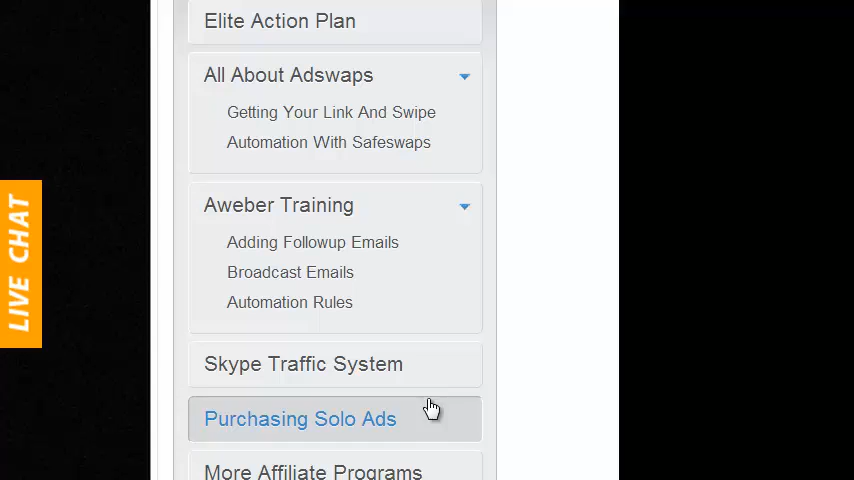 Elite Action Plan
All About Adswaps
Getting Your Link And Swipe
Automation With Safeswaps
Aweber Training
Adding Followup Emails
Broadcast Emails
Automation Rules
Skype Traffic System
Purchasing Solo Ads
More Affiliate Programs
LIVE CHAT